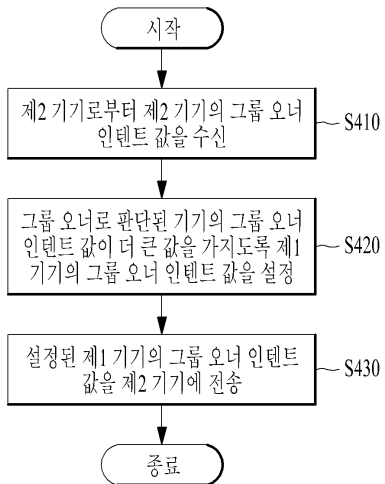 시작
제2 기기로부터 제2 기기의 그룹 오너
인텐트 값을 수신
S410
그룹 오너로 판단된 기기의 그룹 오너
인텐트 값이 더 큰 값을 가지도록 제1
기기의 그룹 오너 인텐트 값을 설정
S420
설정된 제1 기기의 그룹 오너 인텐트
값을 제2 기기에 전송
S430
종료